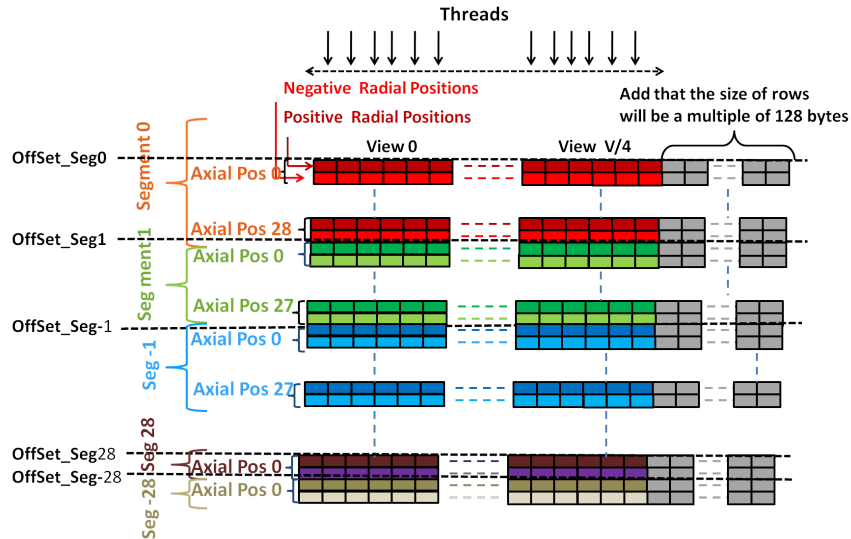 Threads
Negative Radial Positions
Positive Radial Positions
Add that the size of rows
will be a multiple of 128 bytes
View 0
View V/4
OffSet_Seg0
Segment 0
Axial Pos 0
Axial Pos 28
OffSet_Seg1
Seg ment 1
Axial Pos 0
Axial Pos 27
OffSet_Seg-1
Seg -1
Axial Pos 0
Axial Pos 27
OffSet_Seg28
Seg 28
Axial Pos 0
OffSet_Seg-28
Seg -28
Axial Pos 0